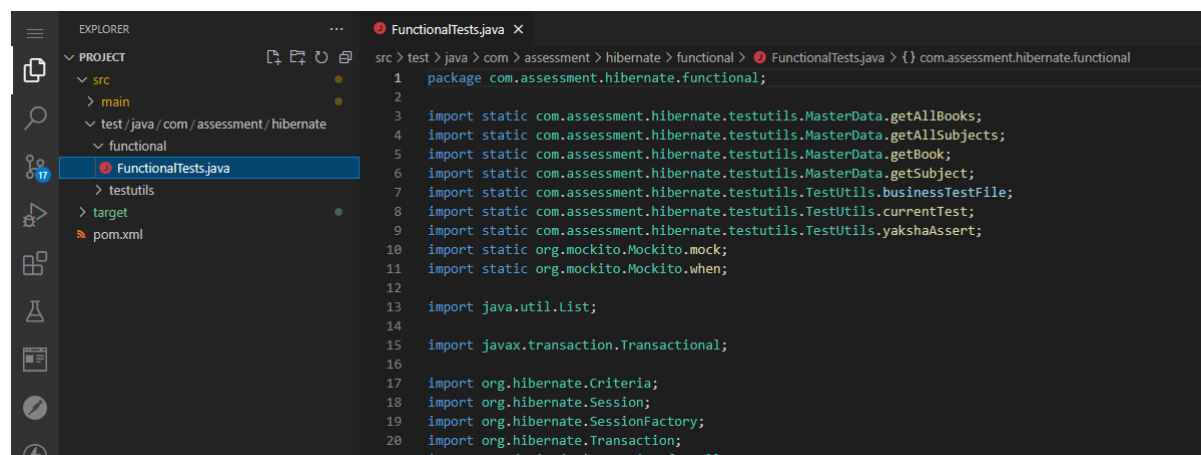 EXPLORER
PROJECT
src
main
test/java/com/assessment/hibernate
functional
FunctionalTests.java
testutils
target
pom.xml
17
FunctionalTests.java
src > test > java > com > assessment > hibernate > functional > FunctionalTests.java > {} com.assessment.hibernate.functional
1 package com.assessment.hibernate.functional;
2
3 import static com.assessment.hibernate.testutils.MasterData.getAllBooks;
4 import static com.assessment.hibernate.testutils.MasterData.getAllSubjects;
5 import static com.assessment.hibernate.testutils.MasterData.getBook;
6 import static com.assessment.hibernate.testutils.MasterData.getSubject;
7 import static com.assessment.hibernate.testutils.TestUtils.businessTestFile;
8 import static com.assessment.hibernate.testutils.TestUtils.currentTest;
9 import static com.assessment.hibernate.testutils.TestUtils.yakshaAssert;
10 import static org.mockito.Mockito.mock;
11 import static org.mockito.Mockito.when;
12
13 import java.util.List;
14
15 import javax.transaction.Transactional;
16
17 import org.hibernate.Criteria;
18 import org.hibernate.Session;
19 import org.hibernate.SessionFactory;
20 import org.hibernate.Transaction;